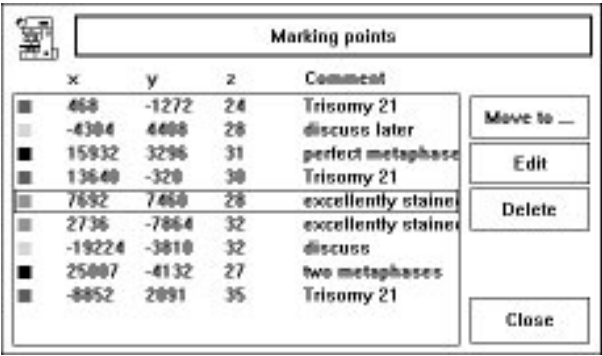 Marking points
x y z Comment
468 -1272 24 Trisomy 21
-4304 4408 28 discuss later
15932 3296 31 perfect metaphase
13640 -320 30 Trisomy 21
7692 7460 28 excellently staine
2736 -7864 32 excellently staine
-19224 -3810 32 discuss
25007 -4132 27 two metaphases
-8852 2091 35 Trisomy 21
Move to ...
Edit
Delete
Close